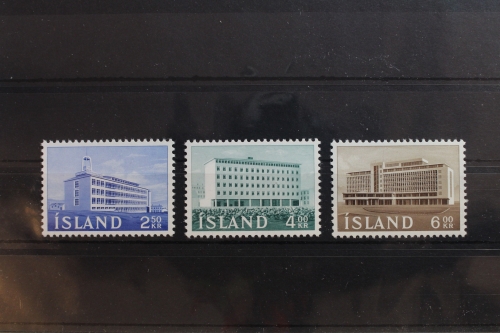 ÍSLAND 2 50 KR
ÍSLAND 4 00 KR
ÍSLAND 6 00 KR